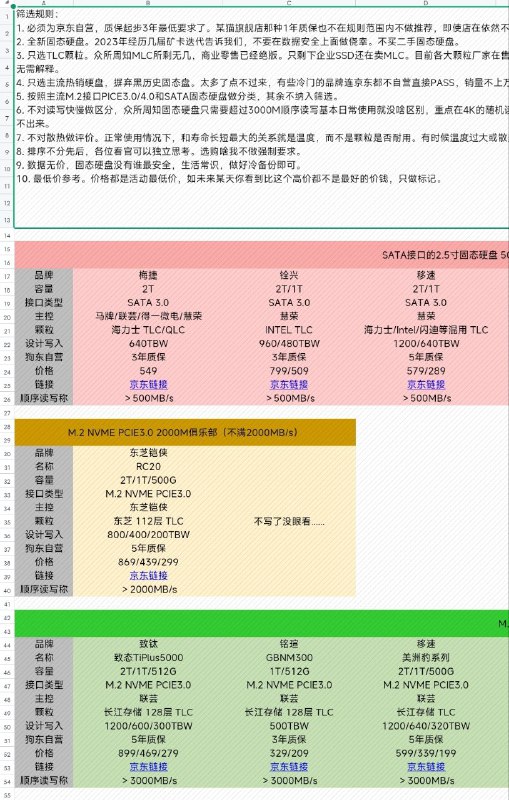 A B C D
1 筛选规则：
2 1. 必须为京东自营，质保起步3年最低要求了。某猫旗舰店那种1年质保也不在规则范围内不做推荐，即使店在依然不
3 2. 全新固态硬盘。2023年经历几届矿卡迭代告诉我们，不要在数据安全上面做侥幸。不买二手固态硬盘。
3. 只选TLC颗粒。众所周知MLC所剩无几，商业零售已经绝版。只剩下企业SSD还在卖MLC。目前各大颗粒厂家在售
无需解释。
4. 只选主流热销硬盘，摒弃黑历史固态盘。太多了点不过来，有些冷门的品牌连京东都不自营直接PASS，销量不上万
5. 按照主流M.2接口PICE3.0/4.0和SATA固态硬盘做分类，其余不纳入筛选。
6. 不对读写快慢做区分，众所周知固态硬盘只需要超过3000M顺序读写基本日常使用就没啥区别，重点在4K的随机读
不出来。
7. 不对散热做评价。正常使用情况下，和寿命长短最大的关系就是温度，而不是颗粒是否耐用。有时候温度过大或散
8. 排序不分先后，各位看官可以独立思考。选购啥我不做强制要求。
9. 数据无价，固态硬盘没有谁最安全，生活常识，做好冷备份即可。
10. 最低价参考。价格都是活动最低价，如未来某天你看到比这个高价都不是最好的价钱，只做标记。
SATA接口的2.5寸固态硬盘 50
品牌 梅捷 铨兴 移速
容量 2T 2T/1T 2T/1T
接口类型 SATA 3.0 SATA 3.0 SATA 3.0
主控 马牌/联芸/得一微电/慧荣 慧荣 慧荣
颗粒 海力士 TLC/QLC INTEL TLC 海力士/Intel/闪迪等混用 TLC
设计写入 640TBW 960/480TBW 1200/640TBW
狗东自营 3年质保 3年质保 5年质保
价格 549 799/509 579/289
链接 京东链接 京东链接 京东链接
顺序读写称 ＞500MB/s ＞500MB/s ＞500MB/s
M.2 NVME PCIE3.0 2000M俱乐部（不满2000MB/s）
品牌 东芝铠侠
名称 RC20
容量 2T/1T/500G
接口类型 M.2 NVME PCIE3.0
主控 东芝铠侠
颗粒 东芝 112层 TLC 不写了没眼看……
设计写入 800/400/200TBW
狗东自营 5年质保
价格 869/439/299
链接 京东链接
顺序读写称 ＞2000MB/s
M.
品牌 致钛 铭瑄 移速
名称 致态TiPlus5000 GBNM300 美洲豹系列
容量 2T/1T/512G 1T/512G 2T/1T/500G
接口类型 M.2 NVME PCIE3.0 M.2 NVME PCIE3.0 M.2 NVME PCIE3.0
主控 联芸 联芸 联芸
颗粒 长江存储 128层 TLC 长江存储 128层 TLC 长江存储 TLC
设计写入 1200/600/300TBW 500TBW 1200/640/320TBW
狗东自营 5年质保 3年质保 5年质保
价格 899/469/279 329/209 599/339/199
链接 京东链接 京东链接 京东链接
顺序读写称 ＞3000MB/s ＞3000MB/s ＞3000MB/s